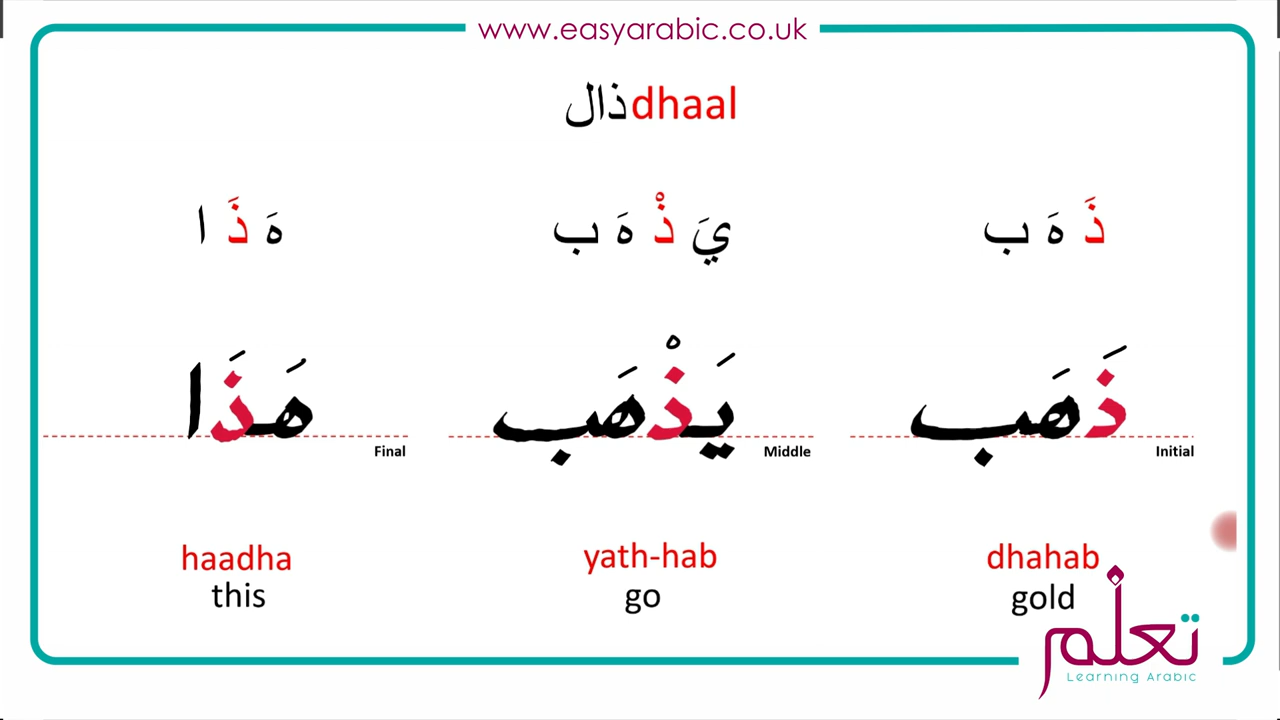 www.easyarabic.co.uk
ذال dhaal
ذَ هَ ب
يَ ذْ هَ ب
هَ ذَ ا
ذَهَب
Initial
يَذْهَب
Middle
هَذَا
Final
dhahab
gold
yath-hab
go
haadha
this
تعلم
Learning Arabic